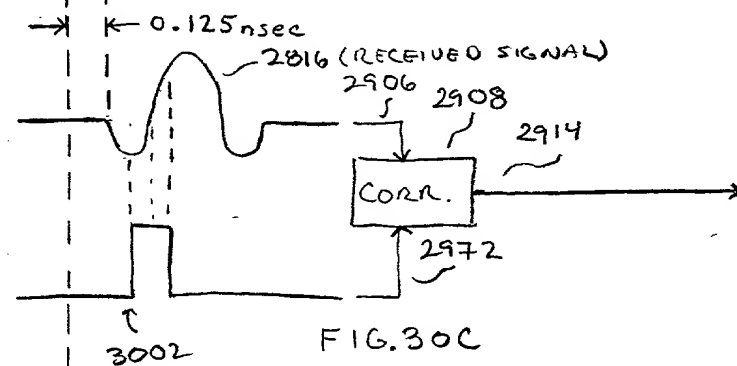 0.125nsec
2816 (RECEIVED SIGNAL)
2906
2908
2914
CORR.
2972
3002
FIG.30C